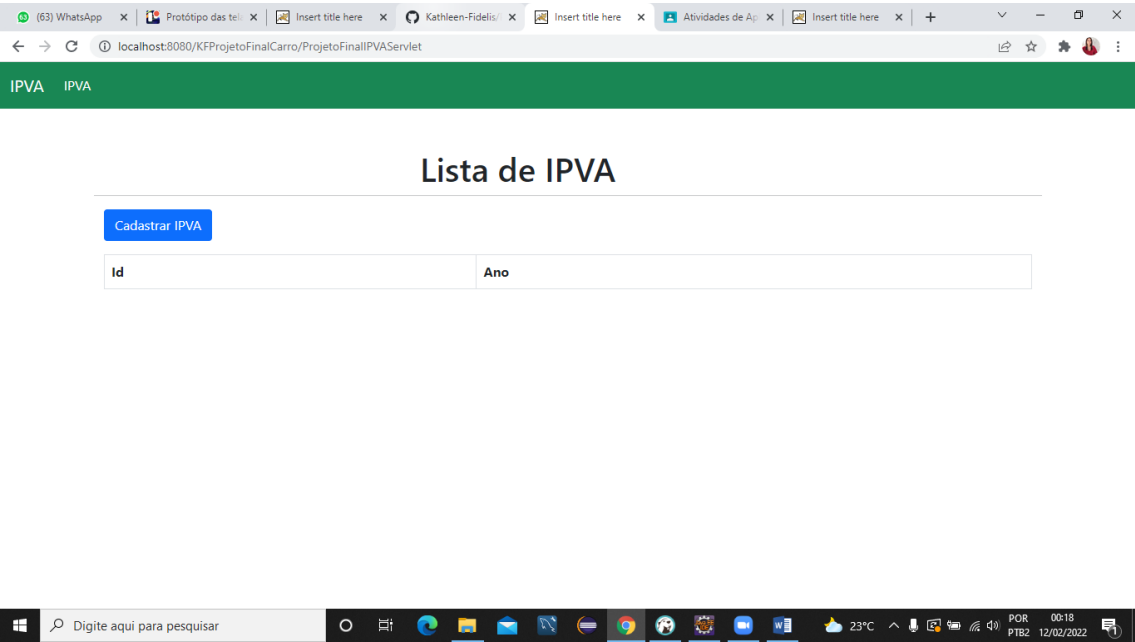 (63) WhatsApp
Protótipo das tel
Insert title here
Kathleen-Fidelis/
Insert title here
Atividades de Ap
Insert title here
localhost:8080/KFProjetoFinalCarro/ProjetoFinalIPVAServlet
IPVA IPVA
Lista de IPVA
Cadastrar IPVA
Id Ano
Digite aqui para pesquisar
23°C
POR
PTB2
00:18
12/02/2022